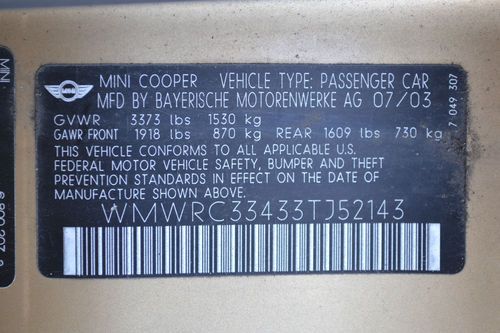 MINI COOPER VEHICLE TYPE: PASSENGER CAR
MFD BY BAYERISCHE MOTORENWERKE AG 07/03
GVWR 3373 lbs 1530 kg
GAWR FRONT 1918 lbs 870 kg REAR 1609 lbs 730 kg
THIS VEHICLE CONFORMS TO ALL APPLICABLE U.S.
FEDERAL MOTOR VEHICLE SAFETY, BUMPER AND THEFT
PREVENTION STANDARDS IN EFFECT ON THE DATE OF
MANUFACTURE SHOWN ABOVE.
WMWRC33433TJ52143
7 049 307
MINI